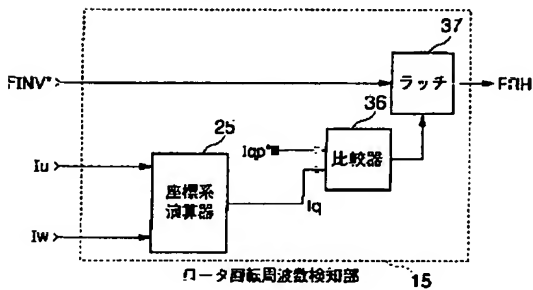 37
FINV*
ラッチ
FΠH
36
25
Iqp*
比較器
Iu
座標系
演算器
Iq
Iw
ロータ回転周波数検知部
15